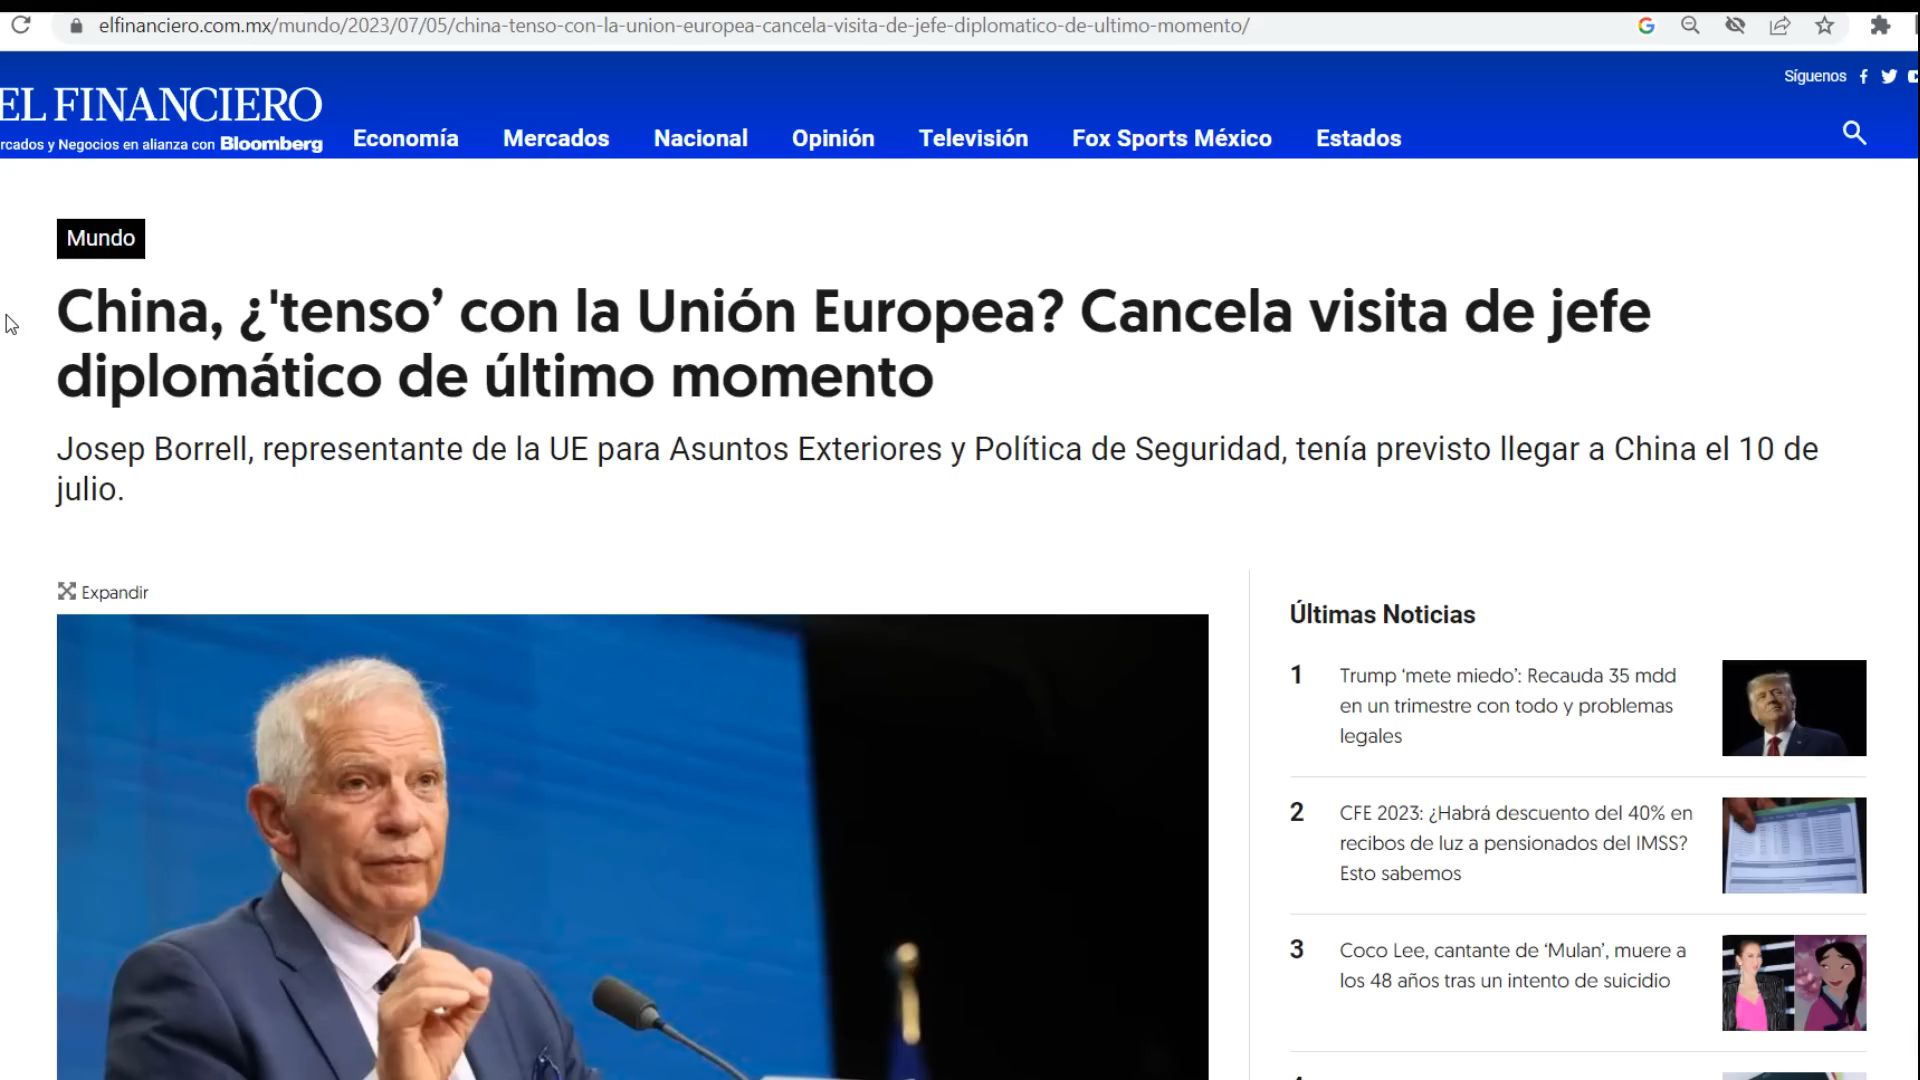 elfinanciero.com.mx/mundo/2023/07/05/china-tenso-con-la-union-europea-cancela-visita-de-jefe-diplomatico-de-ultimo-momento/
Síguenos
EL FINANCIERO
rcados y Negocios en alianza con Bloomberg
Economía Mercados Nacional Opinión Televisión Fox Sports México Estados
Mundo
China, ¿'tenso’ con la Unión Europea? Cancela visita de jefe
diplomático de último momento
Josep Borrell, representante de la UE para Asuntos Exteriores y Política de Seguridad, tenía previsto llegar a China el 10 de
julio.
Expandir
Últimas Noticias
1 Trump ‘mete miedo’: Recauda 35 mdd
en un trimestre con todo y problemas
legales
2 CFE 2023: ¿Habrá descuento del 40% en
recibos de luz a pensionados del IMSS?
Esto sabemos
3 Coco Lee, cantante de ‘Mulan’, muere a
los 48 años tras un intento de suicidio